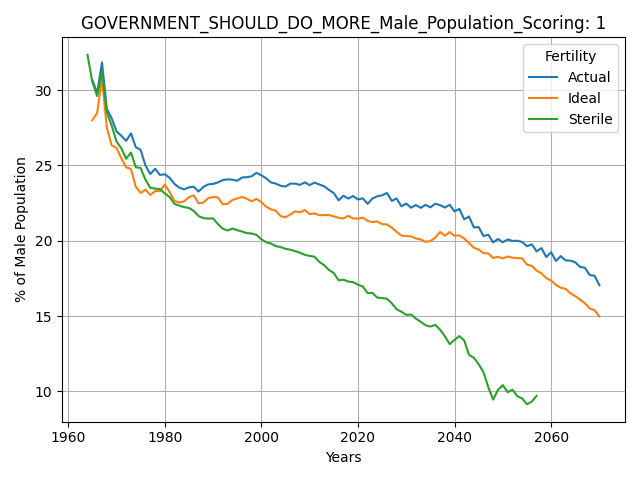 GOVERNMENT_SHOULD_DO_MORE_Male_Population_Scoring: 1
Fertility
Actual
Ideal
Sterile
% of Male Population
30
25
20
15
10
1960 1980 2000 2020 2040 2060
Years